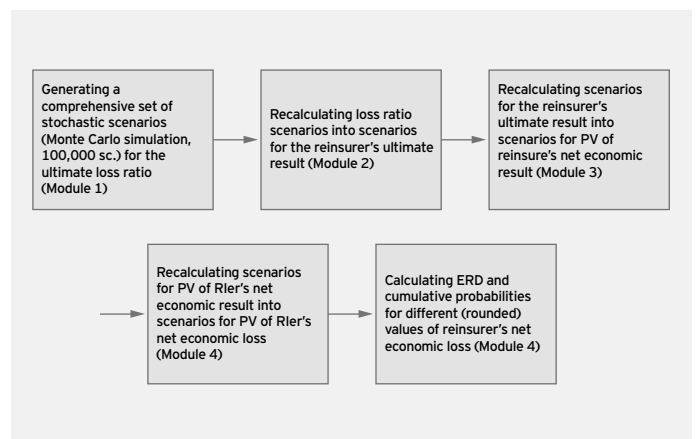 Generating a
comprehensive set of
stochastic scenarios
(Monte Carlo simulation,
100,000 sc.) for the
ultimate loss ratio
(Module 1)
Recalculating loss ratio
scenarios into scenarios
for the reinsurer's ultimate
result (Module 2)
Recalculating scenarios
for the reinsurer's
ultimate result into
scenarios for PV of
reinsure's net economic
result (Module 3)
Recalculating scenarios
for PV of RIer's net
economic result into
scenarios for PV of RIer's
net economic loss
(Module 4)
Calculating ERD and
cumulative probabilities
for different (rounded)
values of reinsurer's net
economic loss (Module 4)